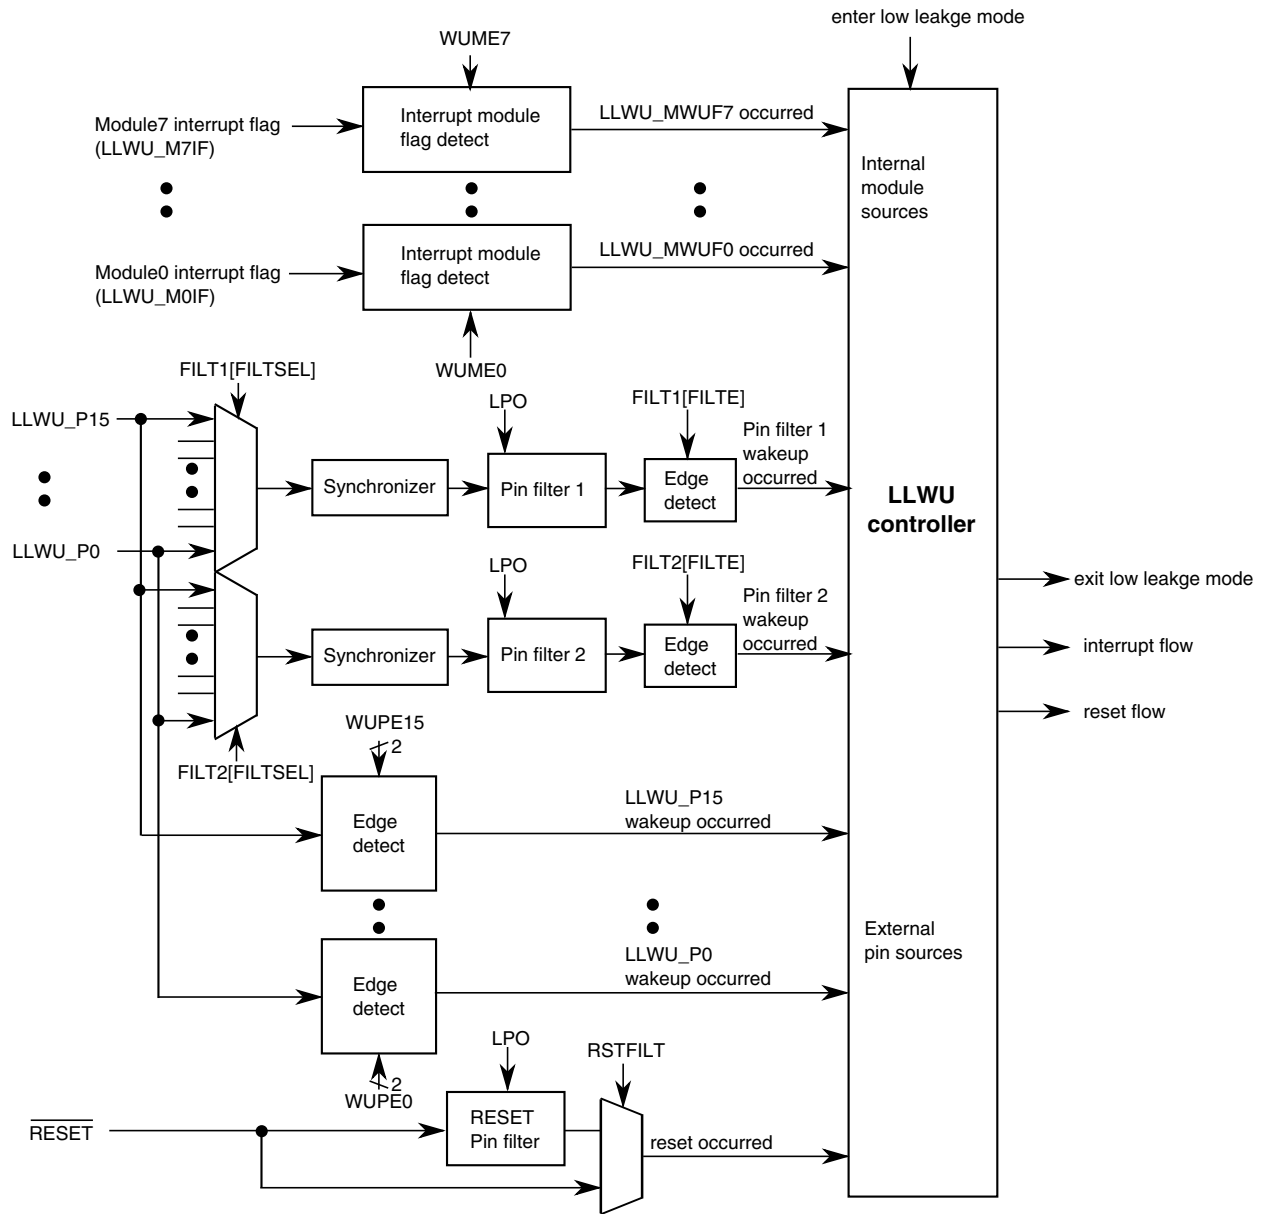 enter low leakge mode
WUME7
Interrupt module
flag detect
LLWU_MWUF7 occurred
Module7 interrupt flag
(LLWU_M7IF)
Internal
module
sources
Interrupt module
flag detect
LLWU_MWUF0 occurred
Module0 interrupt flag
(LLWU_M0IF)
WUME0
FILT1[FILTSEL]
LLWU_P15
LPO
FILT1[FILTE]
Pin filter 1
wakeup
occurred
Synchronizer
Pin filter 1
Edge
detect
LLWU
controller
LLWU_P0
LPO
FILT2[FILTE]
Pin filter 2
wakeup
occurred
Synchronizer
Pin filter 2
Edge
detect
exit low leakge mode
interrupt flow
reset flow
FILT2[FILTSEL]
WUPE15
2
Edge
detect
LLWU_P15
wakeup occurred
External
pin sources
Edge
detect
LLWU_P0
wakeup occurred
2
WUPE0
LPO
RSTFILT
RESET
RESET
Pin filter
reset occurred